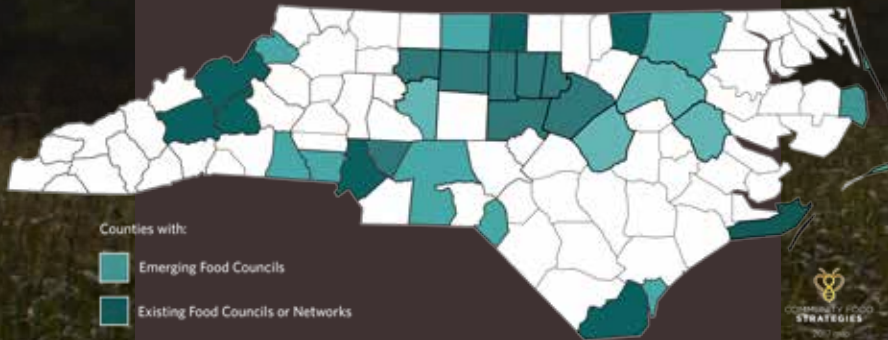 Counties with:
Emerging Food Councils
Existing Food Councils or Networks
COMMUNITY FOOD
STRATEGIES